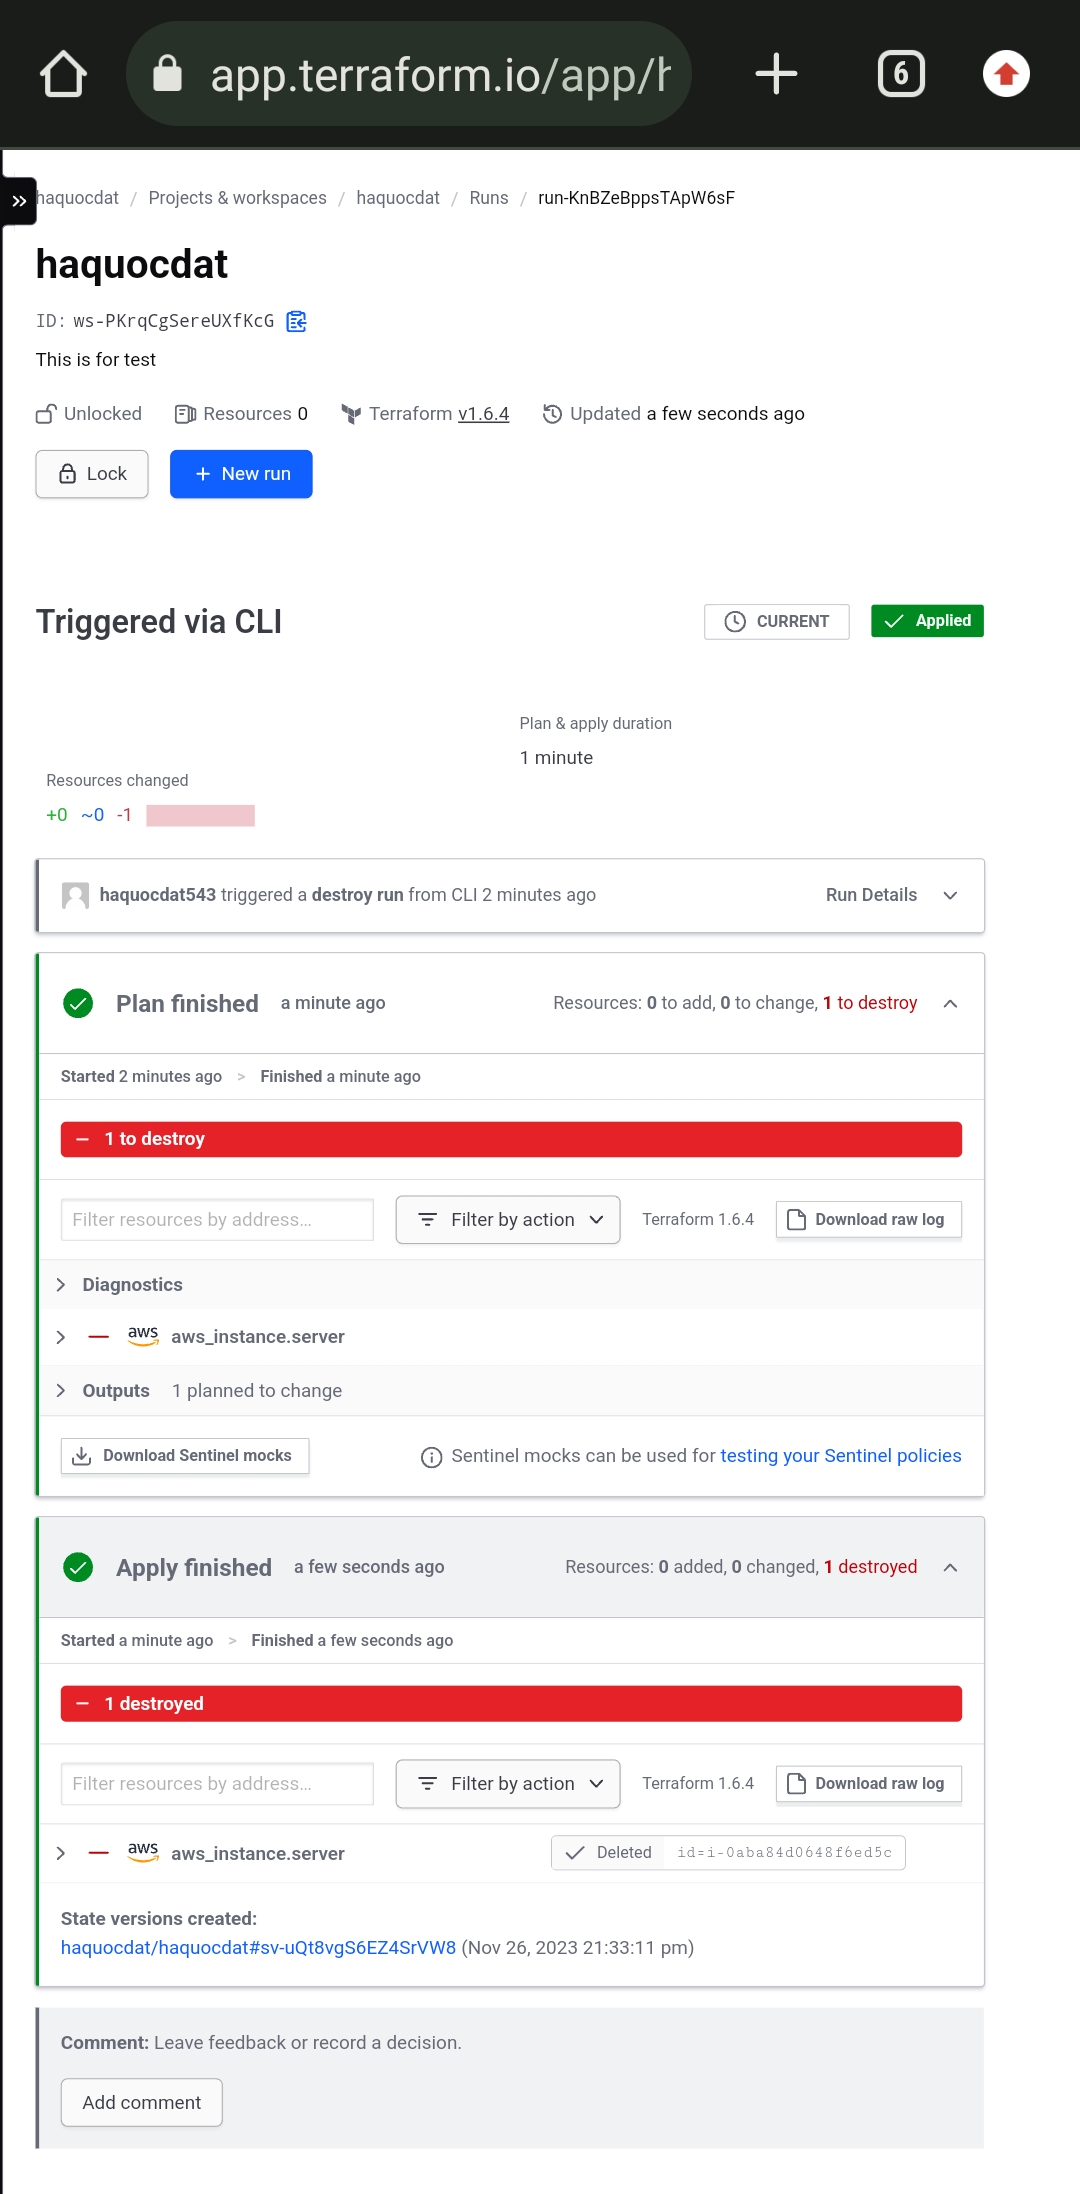 app.terraform.io/app/h
6
haquocdat / Projects & workspaces / haquocdat / Runs / run-KnBZeBppsTApW6sF
haquocdat
ID: ws-PKrqCgSereUXfKcG
This is for test
Unlocked Resources 0 Terraform v1.6.4 Updated a few seconds ago
Lock + New run
Triggered via CLI CURRENT Applied
Plan & apply duration
1 minute
Resources changed
+0 ~0 -1
haquocdat543 triggered a destroy run from CLI 2 minutes ago Run Details
Plan finished a minute ago Resources: 0 to add, 0 to change, 1 to destroy
Started 2 minutes ago > Finished a minute ago
− 1 to destroy
Filter resources by address... Filter by action Terraform 1.6.4 Download raw log
Diagnostics
aws aws_instance.server
Outputs 1 planned to change
Download Sentinel mocks Sentinel mocks can be used for testing your Sentinel policies
Apply finished a few seconds ago Resources: 0 added, 0 changed, 1 destroyed
Started a minute ago > Finished a few seconds ago
− 1 destroyed
Filter resources by address... Filter by action Terraform 1.6.4 Download raw log
aws aws_instance.server Deleted id=i-0aba84d0648f6ed5c
State versions created:
haquocdat/haquocdat#sv-uQt8vgS6EZ4SrVW8 (Nov 26, 2023 21:33:11 pm)
Comment: Leave feedback or record a decision.
Add comment